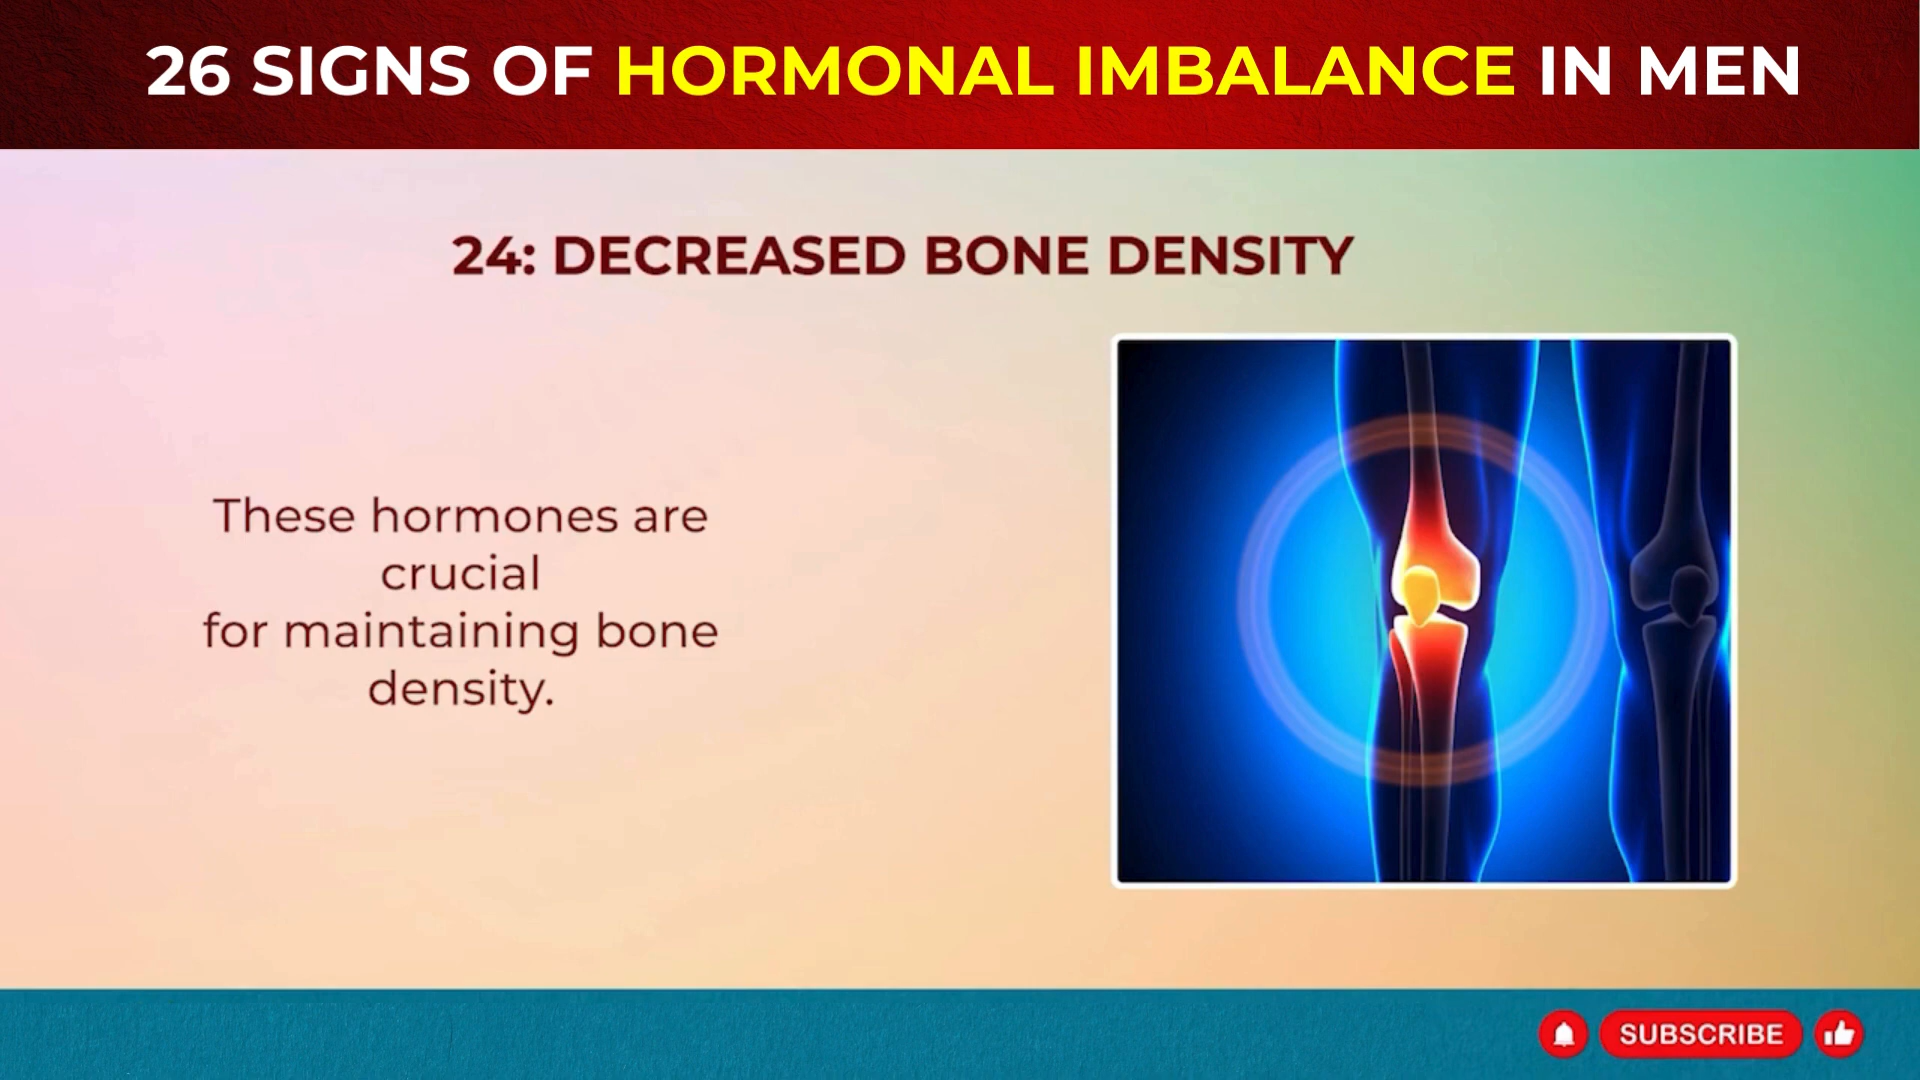 26 SIGNS OF HORMONAL IMBALANCE IN MEN
24: DECREASED BONE DENSITY
These hormones are
crucial
for maintaining bone
density.
SUBSCRIBE